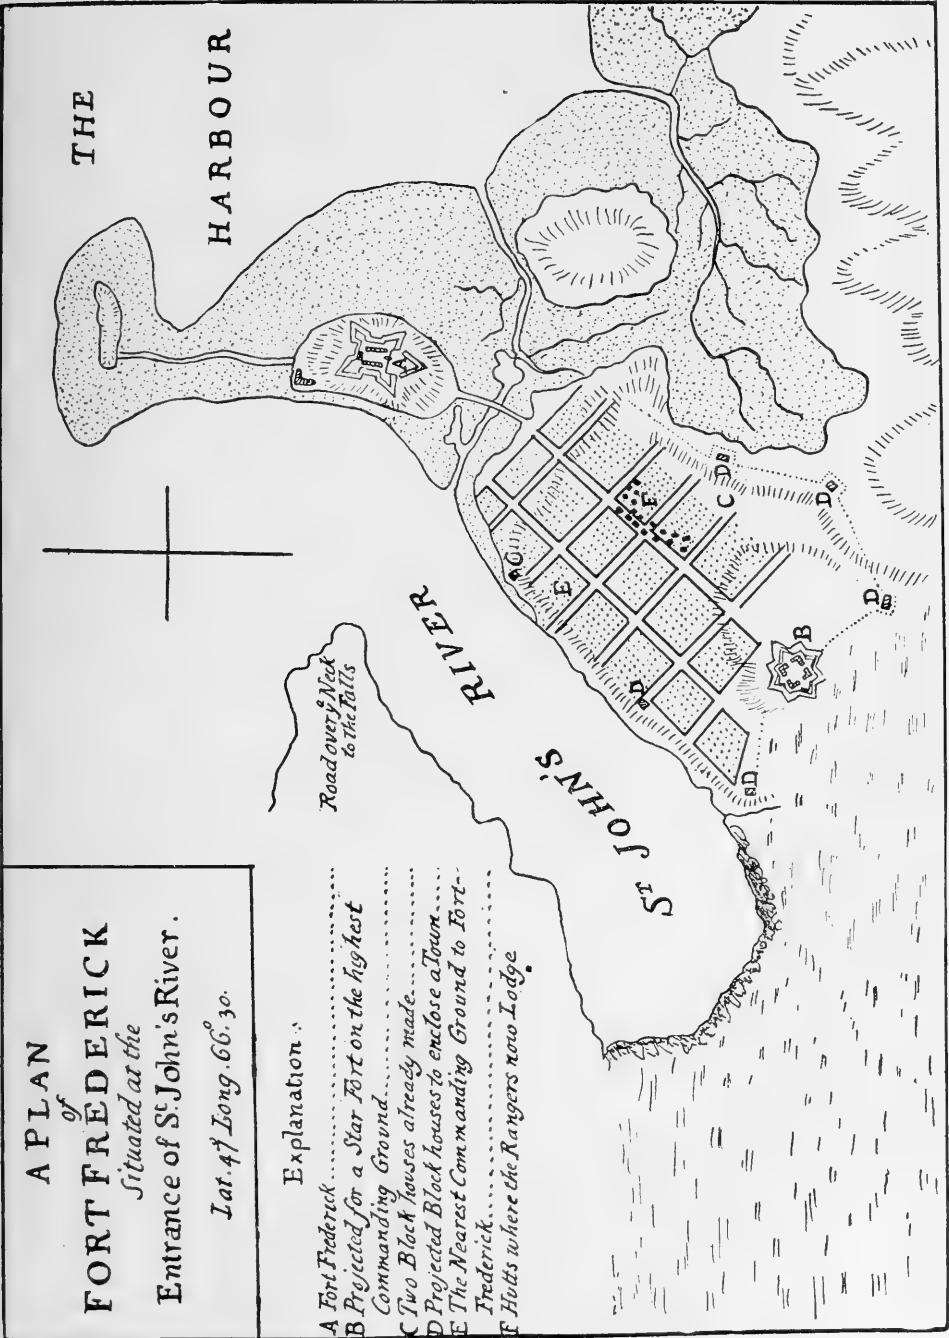 A PLAN
of
FORT FREDERICK
Situated at the
Entrance of St. John's River.
Lat. 47 Long. 66°. 30.
Explanation.
A Fort Frederick
B Projected for a Star Fort on the highest
Commanding Ground
C Two Block houses already made
D Projected Block houses to enclose a Town
E The Nearest Commanding Ground to Fort
Frederick
F Hutts where the Rangers now Lodge.
Road over ye Neck
to the Falls
ST JOHN'S
RIVER
THE
HARBOUR
A
B
C
C
D
D
D
D
D
E
F